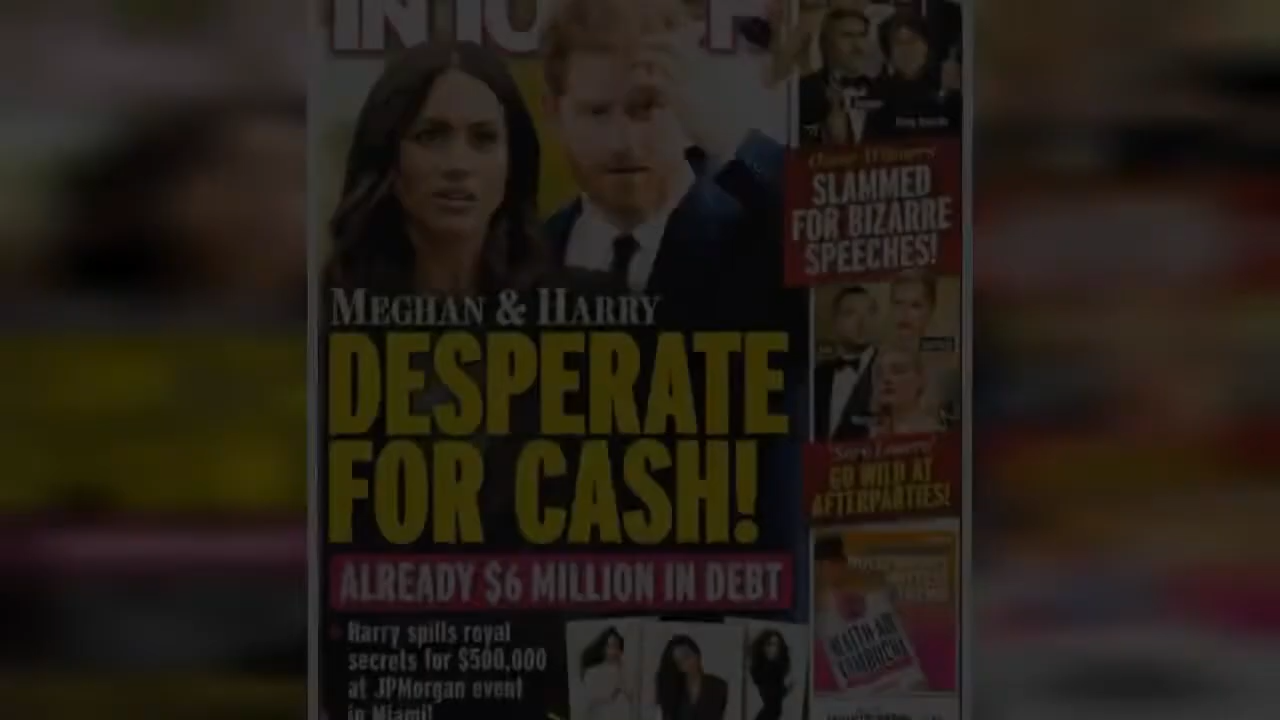 MEGHAN & HARRY
DESPERATE
FOR CASH!
ALREADY $6 MILLION IN DEBT
Harry spills royal
secrets for $500,000
at JPMorgan event
in Miami!
SLAMMED
FOR BIZARRE
SPEECHES!
GO WILD AT
AFTERPARTIES!